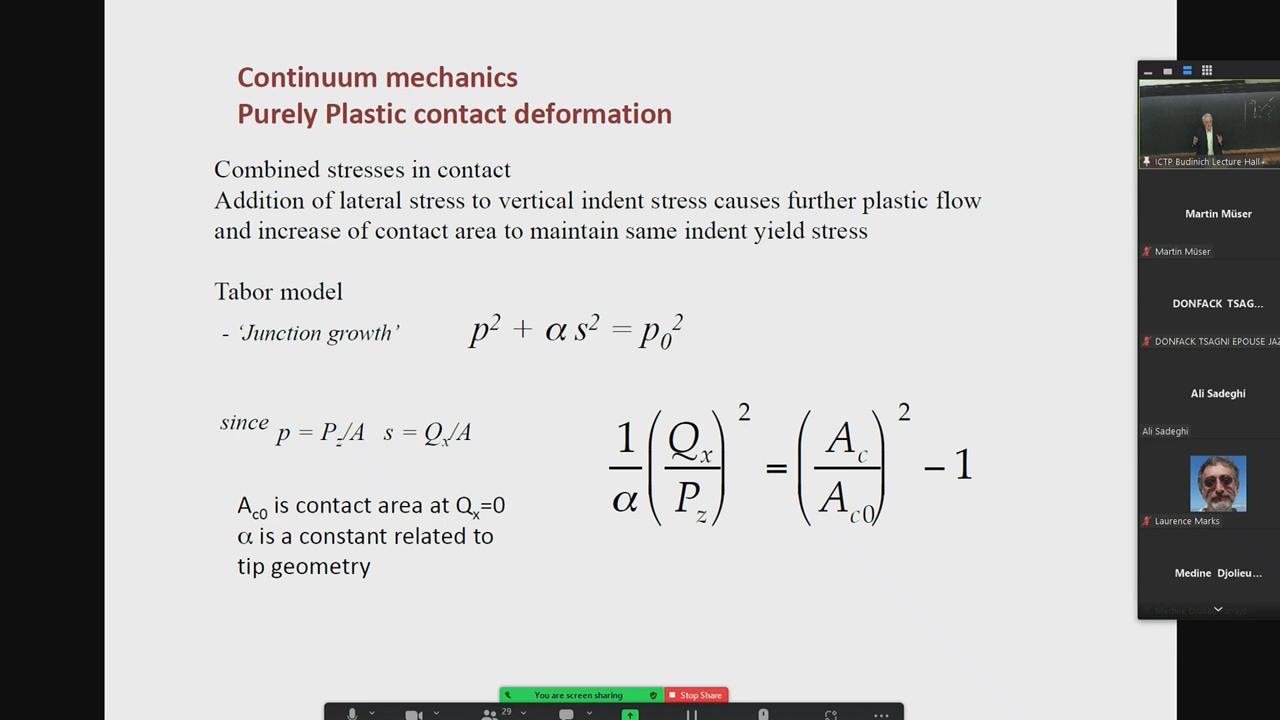 Continuum mechanics
Purely Plastic contact deformation
Combined stresses in contact
Addition of lateral stress to vertical indent stress causes further plastic flow
and increase of contact area to maintain same indent yield stress
Tabor model
- ‘Junction growth’
p² + α s² = p₀²
since p = P_z/A s = Q_x/A
1/α (Q_x/P_z)² = (A_c/A_c0)² − 1
A_c0 is contact area at Q_x=0
α is a constant related to
tip geometry
ICTP Budinich Lecture Hall
Martin Müser
Martin Müser
DONFACK TSAG...
DONFACK TSAGNI EPOUSE JAZ
Ali Sadeghi
Ali Sadeghi
Laurence Marks
Medine Djolieu...
You are screen sharing
Stop Share
29